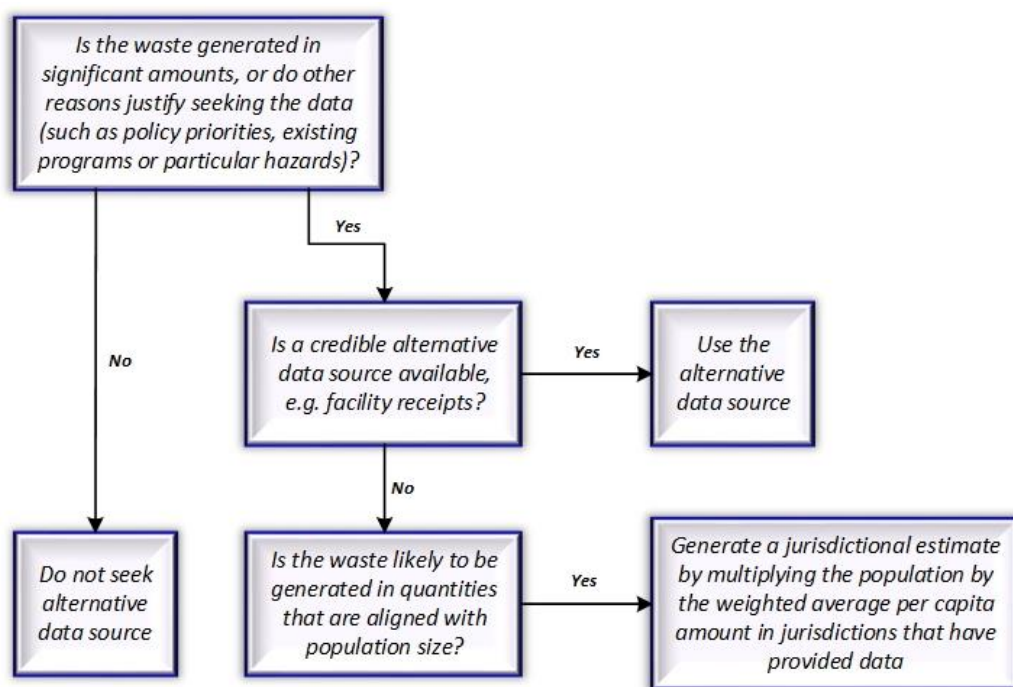 Is the waste generated in
significant amounts, or do other
reasons justify seeking the data
(such as policy priorities, existing
programs or particular hazards)?
Yes
No
Is a credible alternative
data source available,
e.g. facility receipts?
Yes
Use the
alternative
data source
No
Do not seek
alternative
data source
Is the waste likely to be
generated in quantities
that are aligned with
population size?
Yes
Generate a jurisdictional estimate
by multiplying the population by
the weighted average per capita
amount in jurisdictions that have
provided data